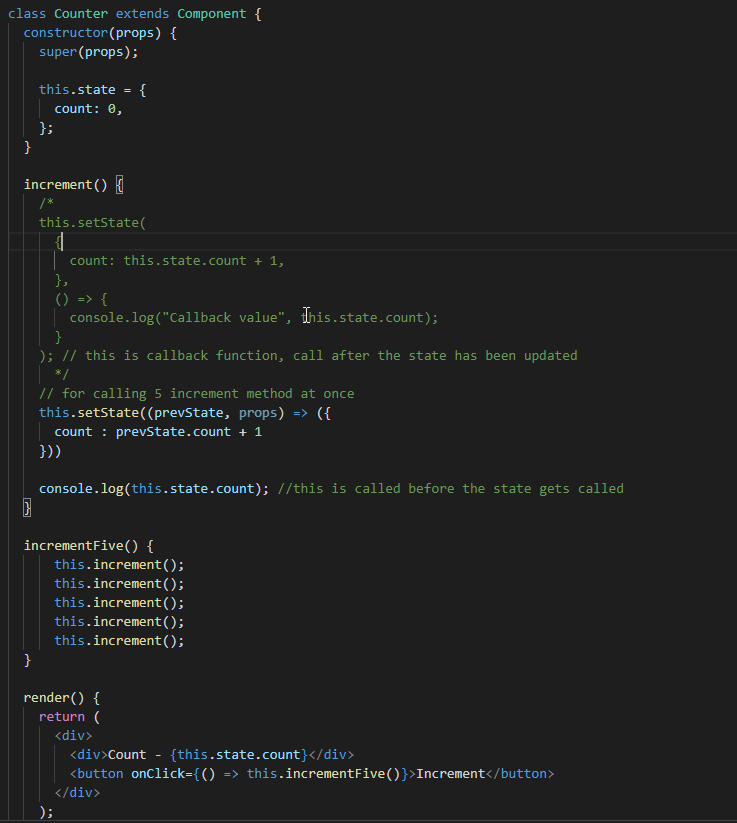 class Counter extends Component {
constructor(props) {
super(props);
this.state = {
count: 0,
};
}
increment() {
/*
this.setState(
{
count: this.state.count + 1,
},
() => {
console.log("Callback value", this.state.count);
}
); // this is callback function, call after the state has been updated
*/
// for calling 5 increment method at once
this.setState((prevState, props) => ({
count : prevState.count + 1
}))
console.log(this.state.count); //this is called before the state gets called
}
incrementFive() {
this.increment();
this.increment();
this.increment();
this.increment();
this.increment();
}
render() {
return (
<div>
<div>Count - {this.state.count}</div>
<button onClick={() => this.incrementFive()}>Increment</button>
</div>
);